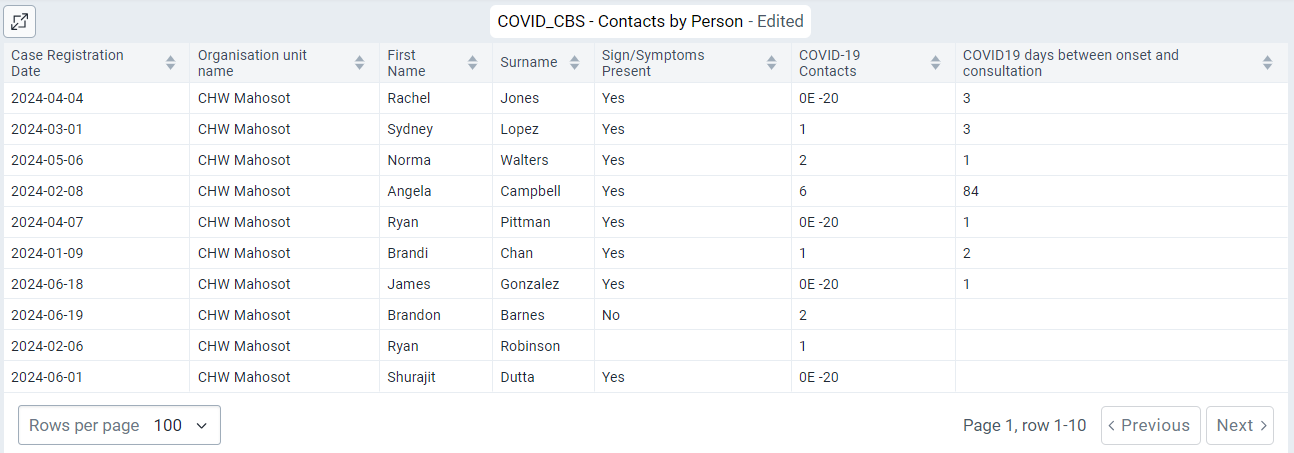 COVID_CBS - Contacts by Person - Edited
Case Registration Date Organisation unit name First Name Surname Sign/Symptoms Present COVID-19 Contacts COVID19 days between onset and consultation
2024-04-04 CHW Mahosot Rachel Jones Yes 0E -20 3
2024-03-01 CHW Mahosot Sydney Lopez Yes 1 3
2024-05-06 CHW Mahosot Norma Walters Yes 2 1
2024-02-08 CHW Mahosot Angela Campbell Yes 6 84
2024-04-07 CHW Mahosot Ryan Pittman Yes 0E -20 1
2024-01-09 CHW Mahosot Brandi Chan Yes 1 2
2024-06-18 CHW Mahosot James Gonzalez Yes 0E -20 1
2024-06-19 CHW Mahosot Brandon Barnes No 2
2024-02-06 CHW Mahosot Ryan Robinson 1
2024-06-01 CHW Mahosot Shurajit Dutta Yes 0E -20
Rows per page 100 Page 1, row 1-10 Previous Next